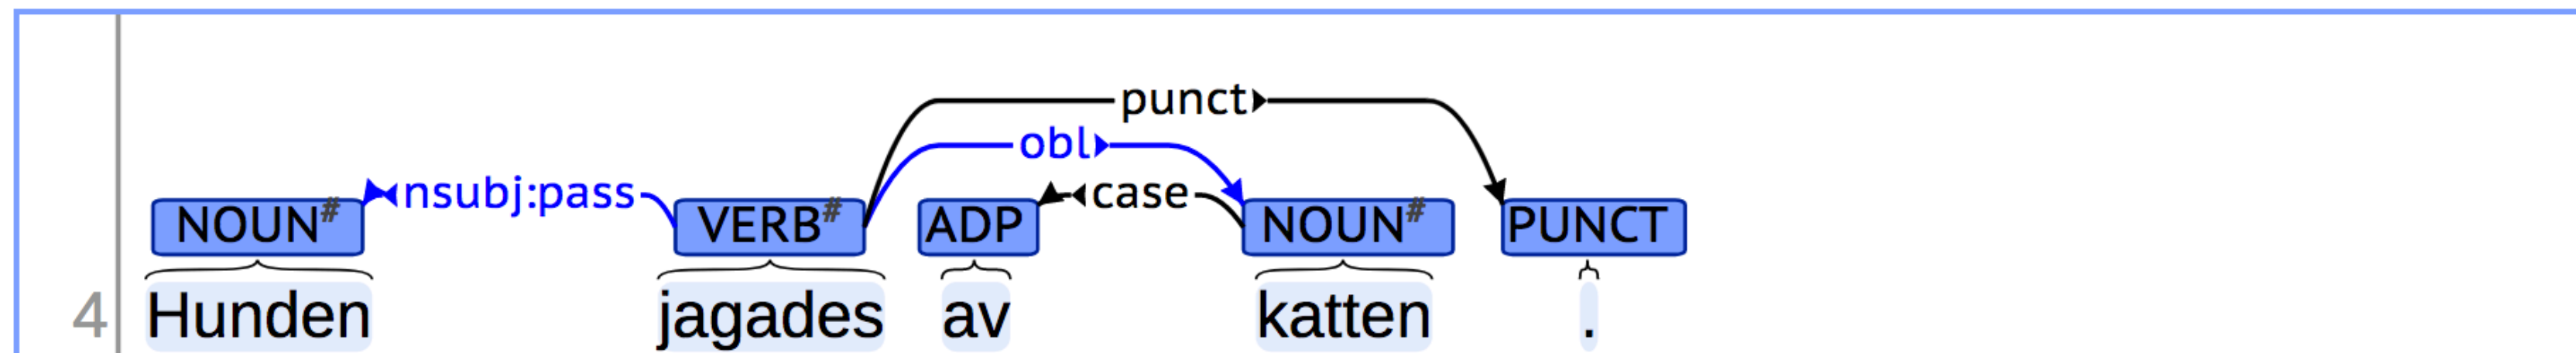 punct
obl
nsubj:pass case
NOUN# VERB# ADP NOUN# PUNCT
4 Hunden jagades av katten .